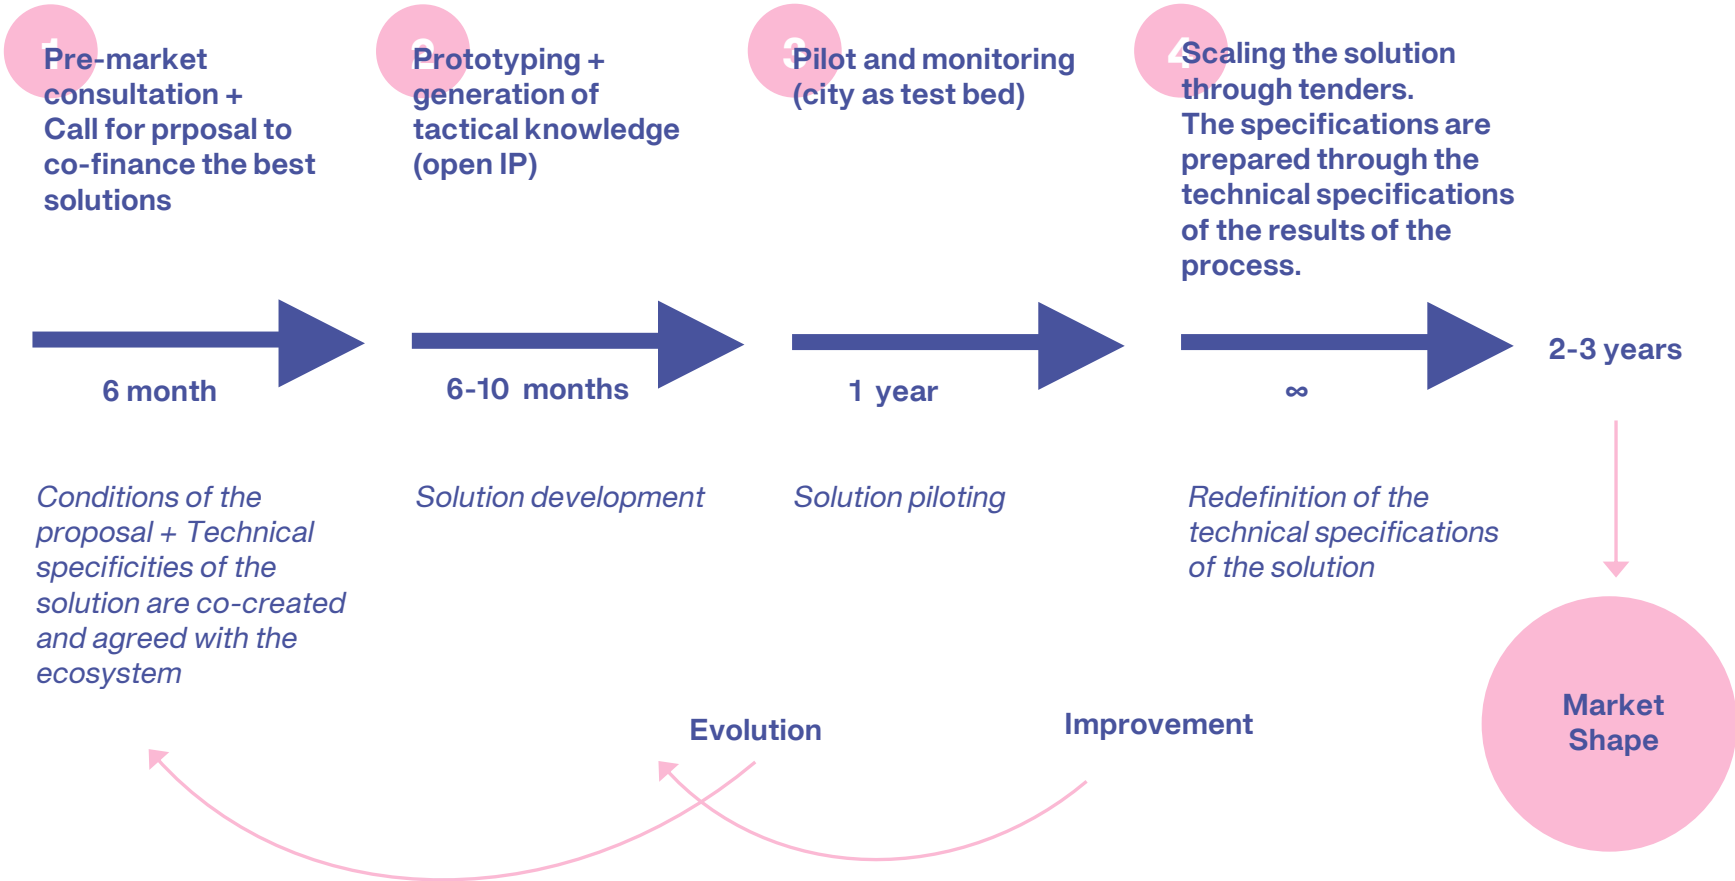 1
Pre-market
consultation +
Call for prposal to
co-finance the best
solutions
2
Prototyping +
generation of
tactical knowledge
(open IP)
3
Pilot and monitoring
(city as test bed)
4
Scaling the solution
through tenders.
The specifications are
prepared through the
technical specifications
of the results of the
process.
6 month
6-10 months
1 year
∞
2-3 years
Conditions of the
proposal + Technical
specificities of the
solution are co-created
and agreed with the
ecosystem
Solution development
Solution piloting
Redefinition of the
technical specifications
of the solution
Evolution
Improvement
Market
Shape